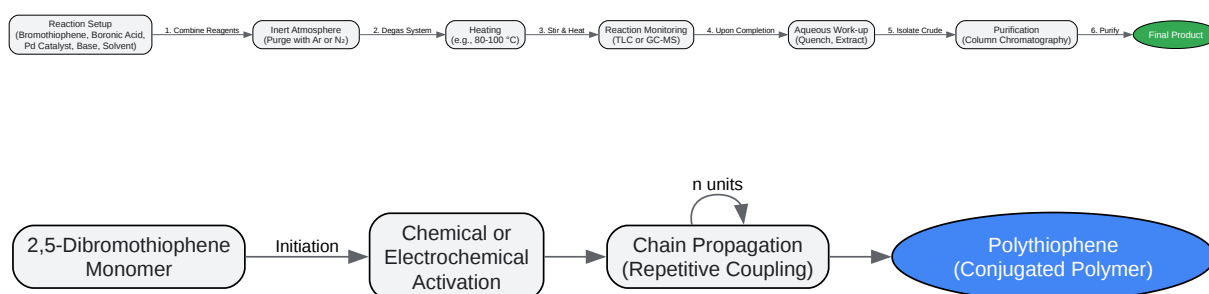 Reaction Setup
(Bromothiophene, Boronic Acid,
Pd Catalyst, Base, Solvent)
1. Combine Reagents
Inert Atmosphere
(Purge with Ar or N₂)
2. Degas System
Heating
(e.g., 80-100 °C)
3. Stir & Heat
Reaction Monitoring
(TLC or GC-MS)
4. Upon Completion
Aqueous Work-up
(Quench, Extract)
5. Isolate Crude
Purification
(Column Chromatography)
6. Purify
Final Product
2,5-Dibromothiophene
Monomer
Initiation
Chemical or
Electrochemical
Activation
n units
Chain Propagation
(Repetitive Coupling)
Polythiophene
(Conjugated Polymer)